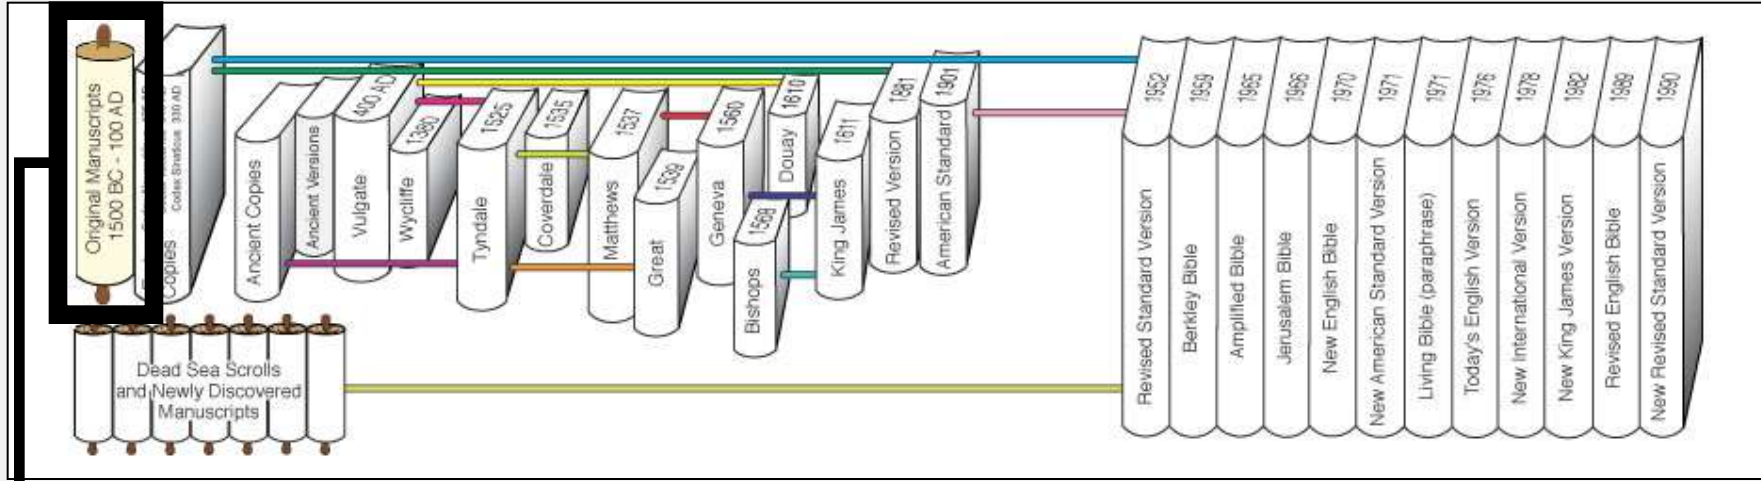 Original Manuscripts
1500 BC - 100 AD
Codex Sinaiticus 330 AD
Copies
Ancient Copies
Ancient Versions
400 AD
Vulgate
1380
Wycliffe
1525
Tyndale
1535
Coverdale
1537
Matthews
1539
Great
1560
Geneva
1568
Bishops
1610
Douay
1611
King James
1881
Revised Version
1901
American Standard
1952
Revised Standard Version
1959
Berkley Bible
1965
Amplified Bible
1966
Jerusalem Bible
1970
New English Bible
1971
New American Standard Version
1971
Living Bible (paraphrase)
1976
Today's English Version
1978
New International Version
1982
New King James Version
1989
Revised English Bible
1990
New Revised Standard Version
Dead Sea Scrolls
and Newly Discovered
Manuscripts